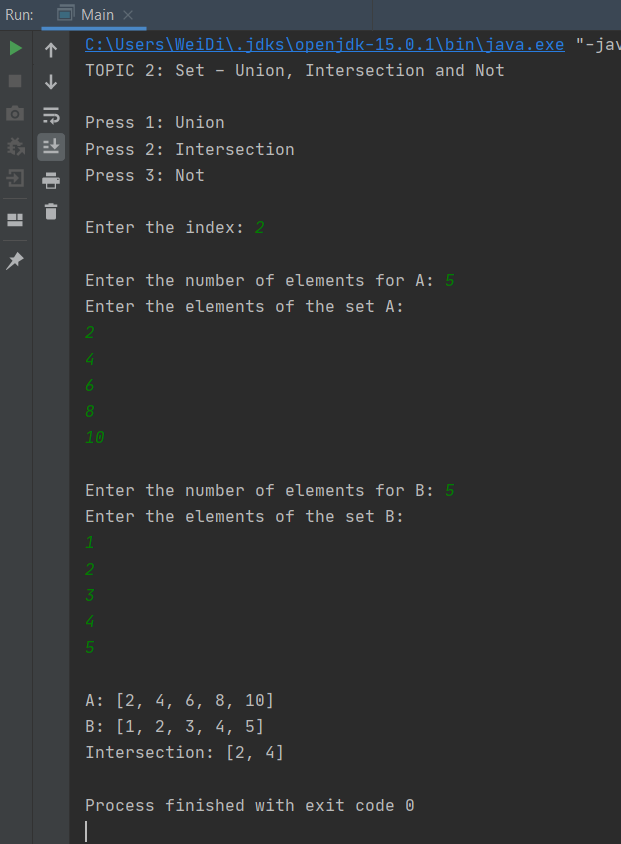 Run: Main
C:\Users\WeiDi\.jdks\openjdk-15.0.1\bin\java.exe "-jav
TOPIC 2: Set – Union, Intersection and Not
Press 1: Union
Press 2: Intersection
Press 3: Not
Enter the index: 2
Enter the number of elements for A: 5
Enter the elements of the set A:
2
4
6
8
10
Enter the number of elements for B: 5
Enter the elements of the set B:
1
2
3
4
5
A: [2, 4, 6, 8, 10]
B: [1, 2, 3, 4, 5]
Intersection: [2, 4]
Process finished with exit code 0